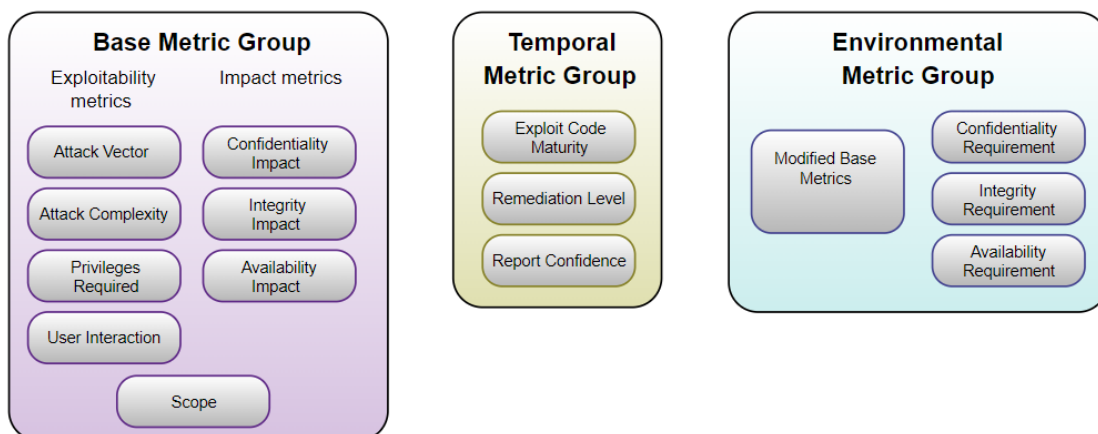 Base Metric Group
Exploitability
metrics
Impact metrics
Attack Vector
Attack Complexity
Privileges
Required
User Interaction
Confidentiality
Impact
Integrity
Impact
Availability
Impact
Scope
Temporal
Metric Group
Exploit Code
Maturity
Remediation Level
Report Confidence
Environmental
Metric Group
Modified Base
Metrics
Confidentiality
Requirement
Integrity
Requirement
Availability
Requirement